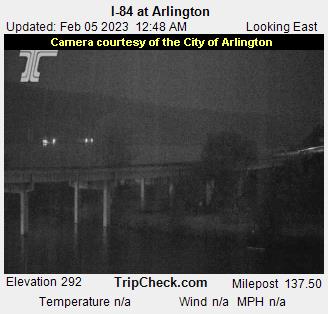 I-84 at Arlington
Updated: Feb 05 2023 12:48 AM Looking East
Camera courtesy of the City of Arlington
Elevation 292 TripCheck.com Milepost 137.50
Temperature n/a Wind n/a MPH n/a